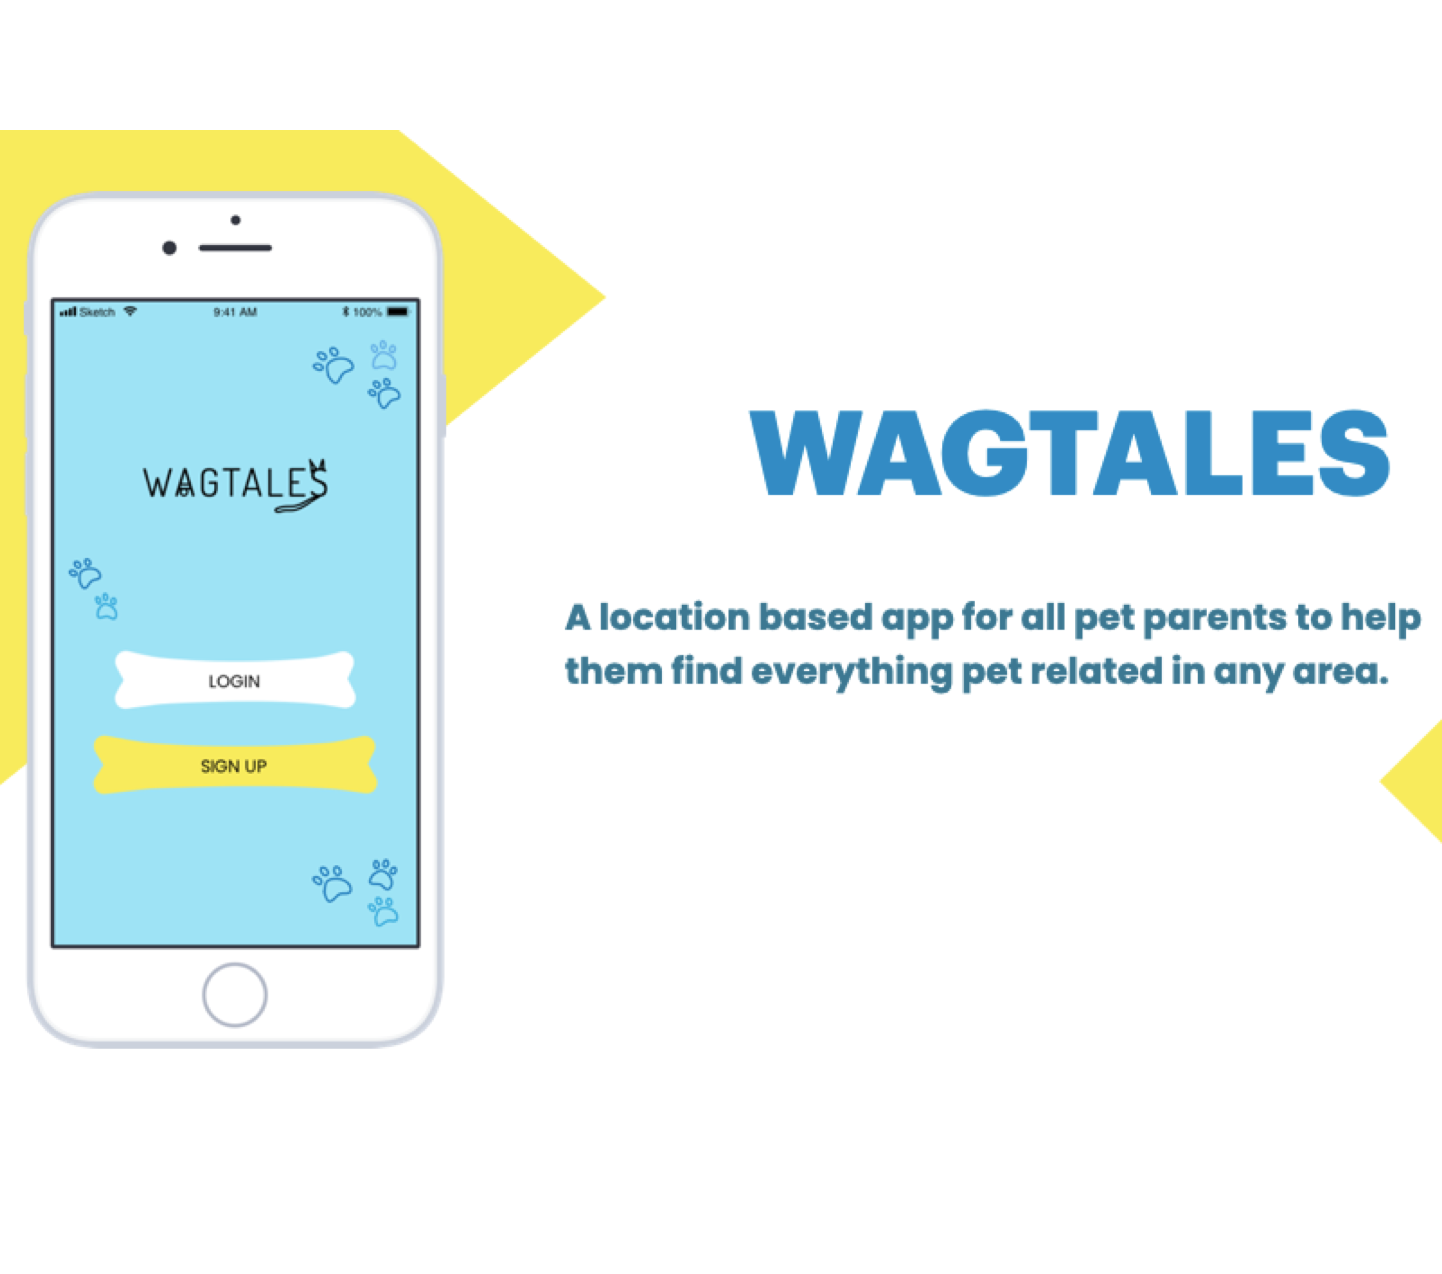 Sketch 9:41 AM 100%
WAGTALES
LOGIN
SIGN UP
WAGTALES
A location based app for all pet parents to help
them find everything pet related in any area.